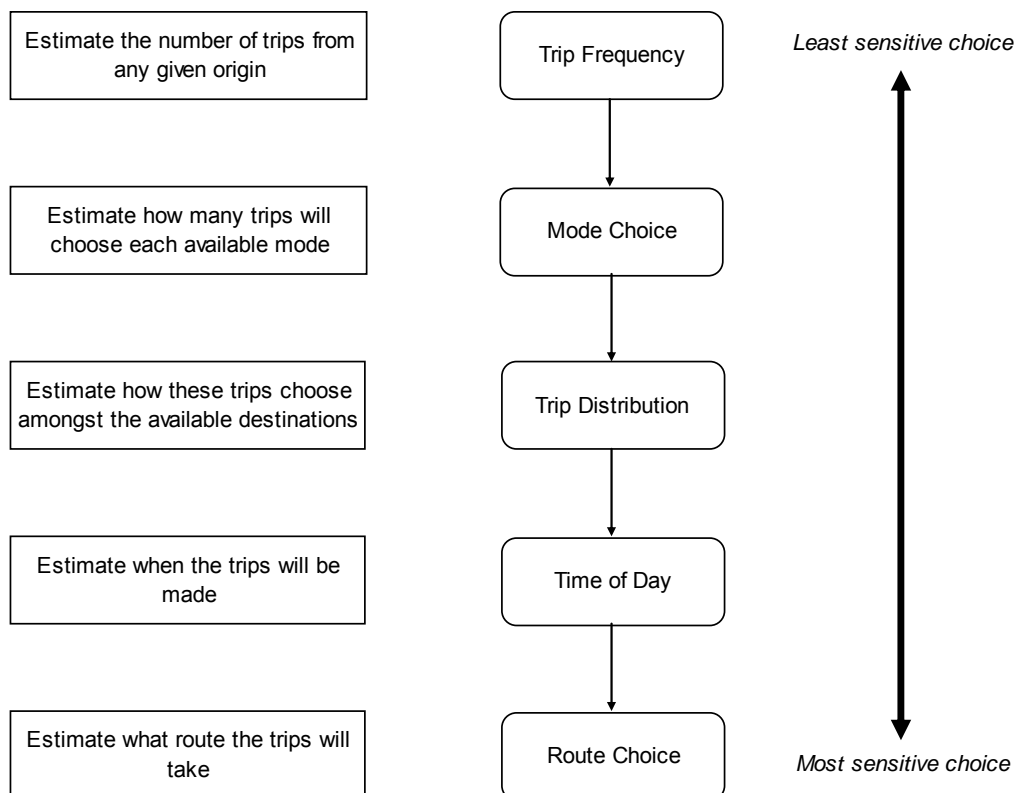 Estimate the number of trips from
any given origin
Trip Frequency
Least sensitive choice
Estimate how many trips will
choose each available mode
Mode Choice
Estimate how these trips choose
amongst the available destinations
Trip Distribution
Estimate when the trips will be
made
Time of Day
Estimate what route the trips will
take
Route Choice
Most sensitive choice